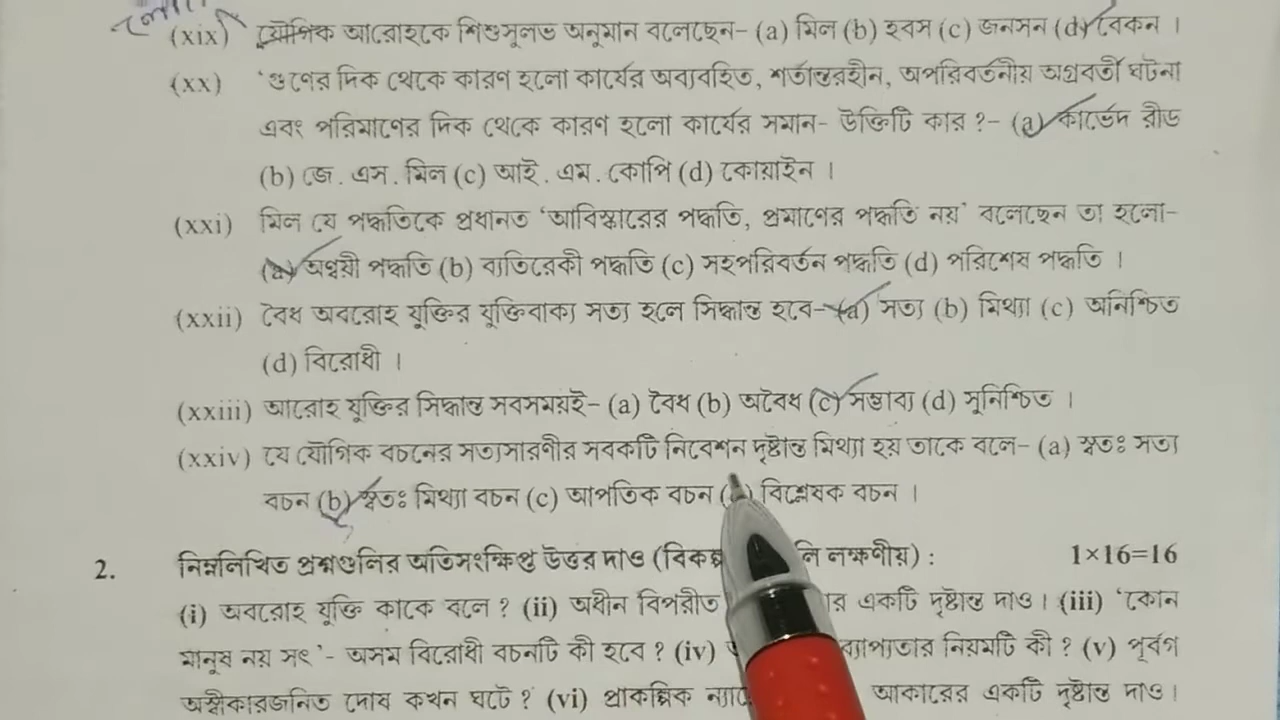 (xix) যৌগিক আরোহকে শিশুসুলভ অনুমান বলেছেন- (a) মিল (b) হবস (c) জনসন (d) বেকন ।
(xx) 'গুণের দিক থেকে কারণ হলো কার্যের অব্যবহিত, শর্তান্তরহীন, অপরিবর্তনীয় অগ্রবর্তী ঘটনা
এবং পরিমাণের দিক থেকে কারণ হলো কার্যের সমান- উক্তিটি কার ?- (a) কার্ভেদ রীড
(b) জে . এস . মিল (c) আই . এম . কোপি (d) কোয়াইন ।
(xxi) মিল যে পদ্ধতিকে প্রধানত 'আবিষ্কারের পদ্ধতি, প্রমাণের পদ্ধতি নয়' বলেছেন তা হলো-
(a) অন্বয়ী পদ্ধতি (b) ব্যতিরেকী পদ্ধতি (c) সহপরিবর্তন পদ্ধতি (d) পরিশেষ পদ্ধতি ।
(xxii) বৈধ অবরোহ যুক্তির যুক্তিবাক্য সত্য হলে সিদ্ধান্ত হবে- (a) সত্য (b) মিথ্যা (c) অনিশ্চিত
(d) বিরোধী ।
(xxiii) আরোহ যুক্তির সিদ্ধান্ত সবসময়ই- (a) বৈধ (b) অবৈধ (c) সম্ভাব্য (d) সুনিশ্চিত ।
(xxiv) যে যৌগিক বচনের সত্যসারণীর সবকটি নিবেশন দৃষ্টান্ত মিথ্যা হয় তাকে বলে- (a) স্বতঃ সত্য
বচন (b) স্বতঃ মিথ্যা বচন (c) আপতিক বচন বিশ্লেষক বচন ।
2. নিম্নলিখিত প্রশ্নগুলির অতিসংক্ষিপ্ত উত্তর দাও লক্ষণীয়) : 1×16=16
(i) অবরোহ যুক্তি কাকে বলে ? (ii) অধীন বিপরীত একটি দৃষ্টান্ত দাও । (iii) 'কোন
মানুষ নয় সৎ'- অসম বিরোধী বচনটি কী হবে ? (iv) ব্যাপ্যতার নিয়মটি কী ? (v) পূর্বগ
অস্বীকারজনিত দোষ কখন ঘটে ? (vi) প্রাকল্পিক আকারের একটি দৃষ্টান্ত দাও ।